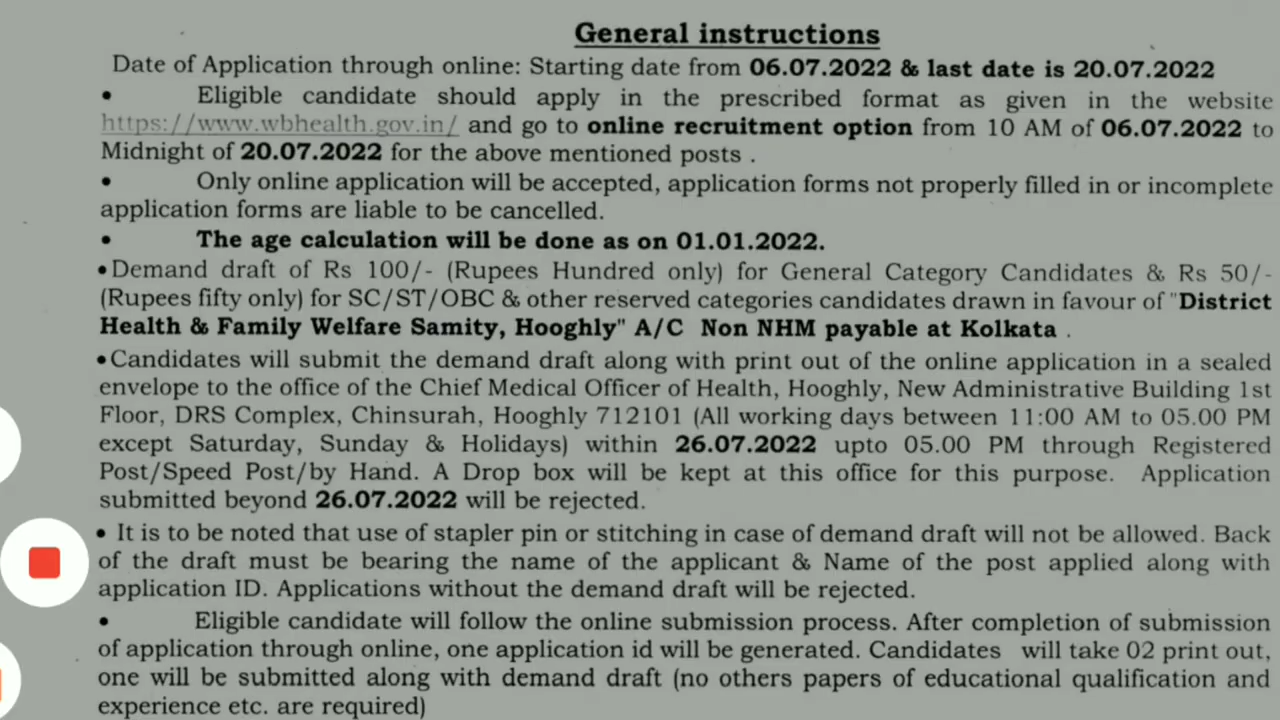 General instructions
Date of Application through online: Starting date from 06.07.2022 & last date is 20.07.2022
• Eligible candidate should apply in the prescribed format as given in the website
https://www.wbhealth.gov.in/ and go to online recruitment option from 10 AM of 06.07.2022 to
Midnight of 20.07.2022 for the above mentioned posts .
• Only online application will be accepted, application forms not properly filled in or incomplete
application forms are liable to be cancelled.
• The age calculation will be done as on 01.01.2022.
•Demand draft of Rs 100/- (Rupees Hundred only) for General Category Candidates & Rs 50/-
(Rupees fifty only) for SC/ST/OBC & other reserved categories candidates drawn in favour of "District
Health & Family Welfare Samity, Hooghly" A/C Non NHM payable at Kolkata .
•Candidates will submit the demand draft along with print out of the online application in a sealed
envelope to the office of the Chief Medical Officer of Health, Hooghly, New Administrative Building 1st
Floor, DRS Complex, Chinsurah, Hooghly 712101 (All working days between 11:00 AM to 05.00 PM
except Saturday, Sunday & Holidays) within 26.07.2022 upto 05.00 PM through Registered
Post/Speed Post/by Hand. A Drop box will be kept at this office for this purpose. Application
submitted beyond 26.07.2022 will be rejected.
• It is to be noted that use of stapler pin or stitching in case of demand draft will not be allowed. Back
of the draft must be bearing the name of the applicant & Name of the post applied along with
application ID. Applications without the demand draft will be rejected.
• Eligible candidate will follow the online submission process. After completion of submission
of application through online, one application id will be generated. Candidates will take 02 print out,
one will be submitted along with demand draft (no others papers of educational qualification and
experience etc. are required)